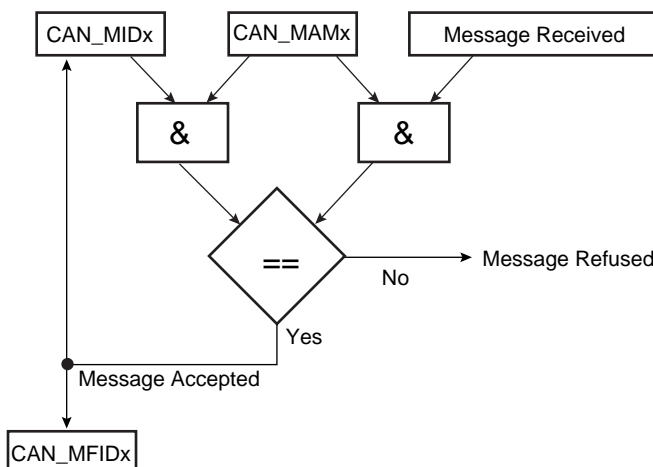 CAN_MIDx
CAN_MAMx
Message Received
&
&
==
No
Message Refused
Yes
Message Accepted
CAN_MFIDx